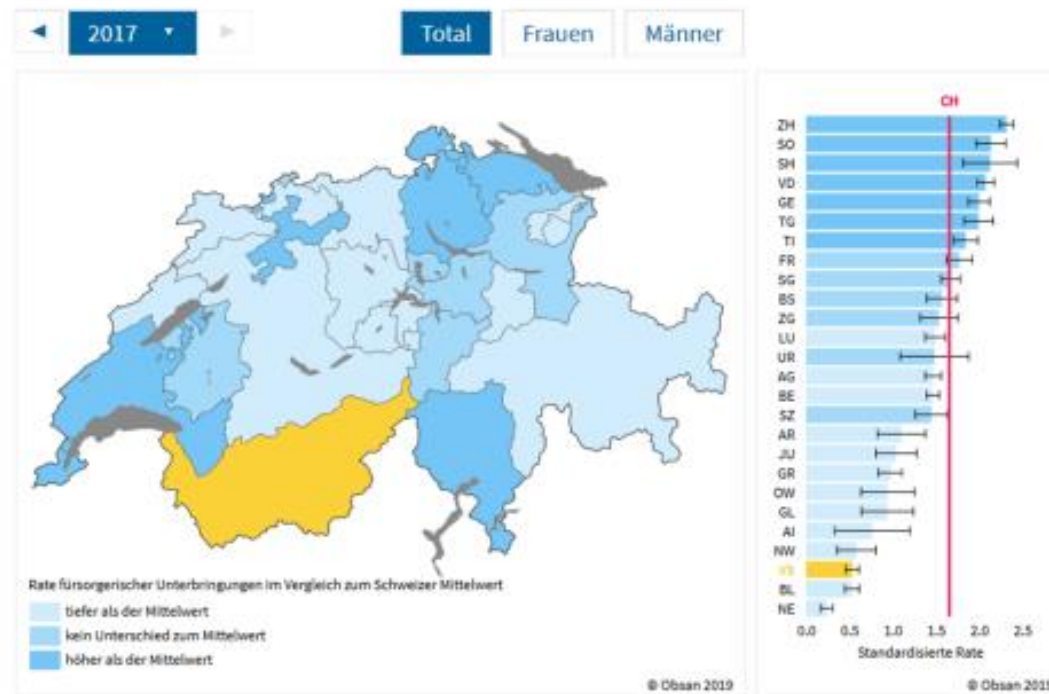 ◀ 2017 ▼ ▶ Total Frauen Männer
CH
ZH
SO
SH
VD
GE
TG
TI
FR
SG
BS
ZG
LU
UR
AG
BE
SZ
AR
JU
GR
OW
GL
AI
NW
VS
BL
NE
0.0 0.5 1.0 1.5 2.0 2.5
Standardisierte Rate
Rate fürsorgerischer Unterbringungen im Vergleich zum Schweizer Mittelwert
tiefer als der Mittelwert
kein Unterschied zum Mittelwert
höher als der Mittelwert
© Obsan 2019
© Obsan 2019